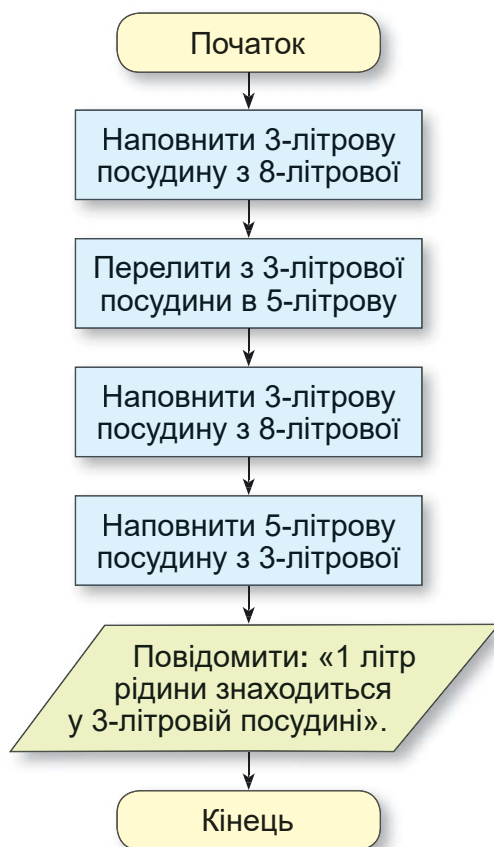 Початок
Наповнити 3-літрову
посудину з 8-літрової
Перелити з 3-літрової
посудини в 5-літрову
Наповнити 3-літрову
посудину з 8-літрової
Наповнити 5-літрову
посудину з 3-літрової
Повідомити: «1 літр
рідини знаходиться
у 3-літровій посудині».
Кінець